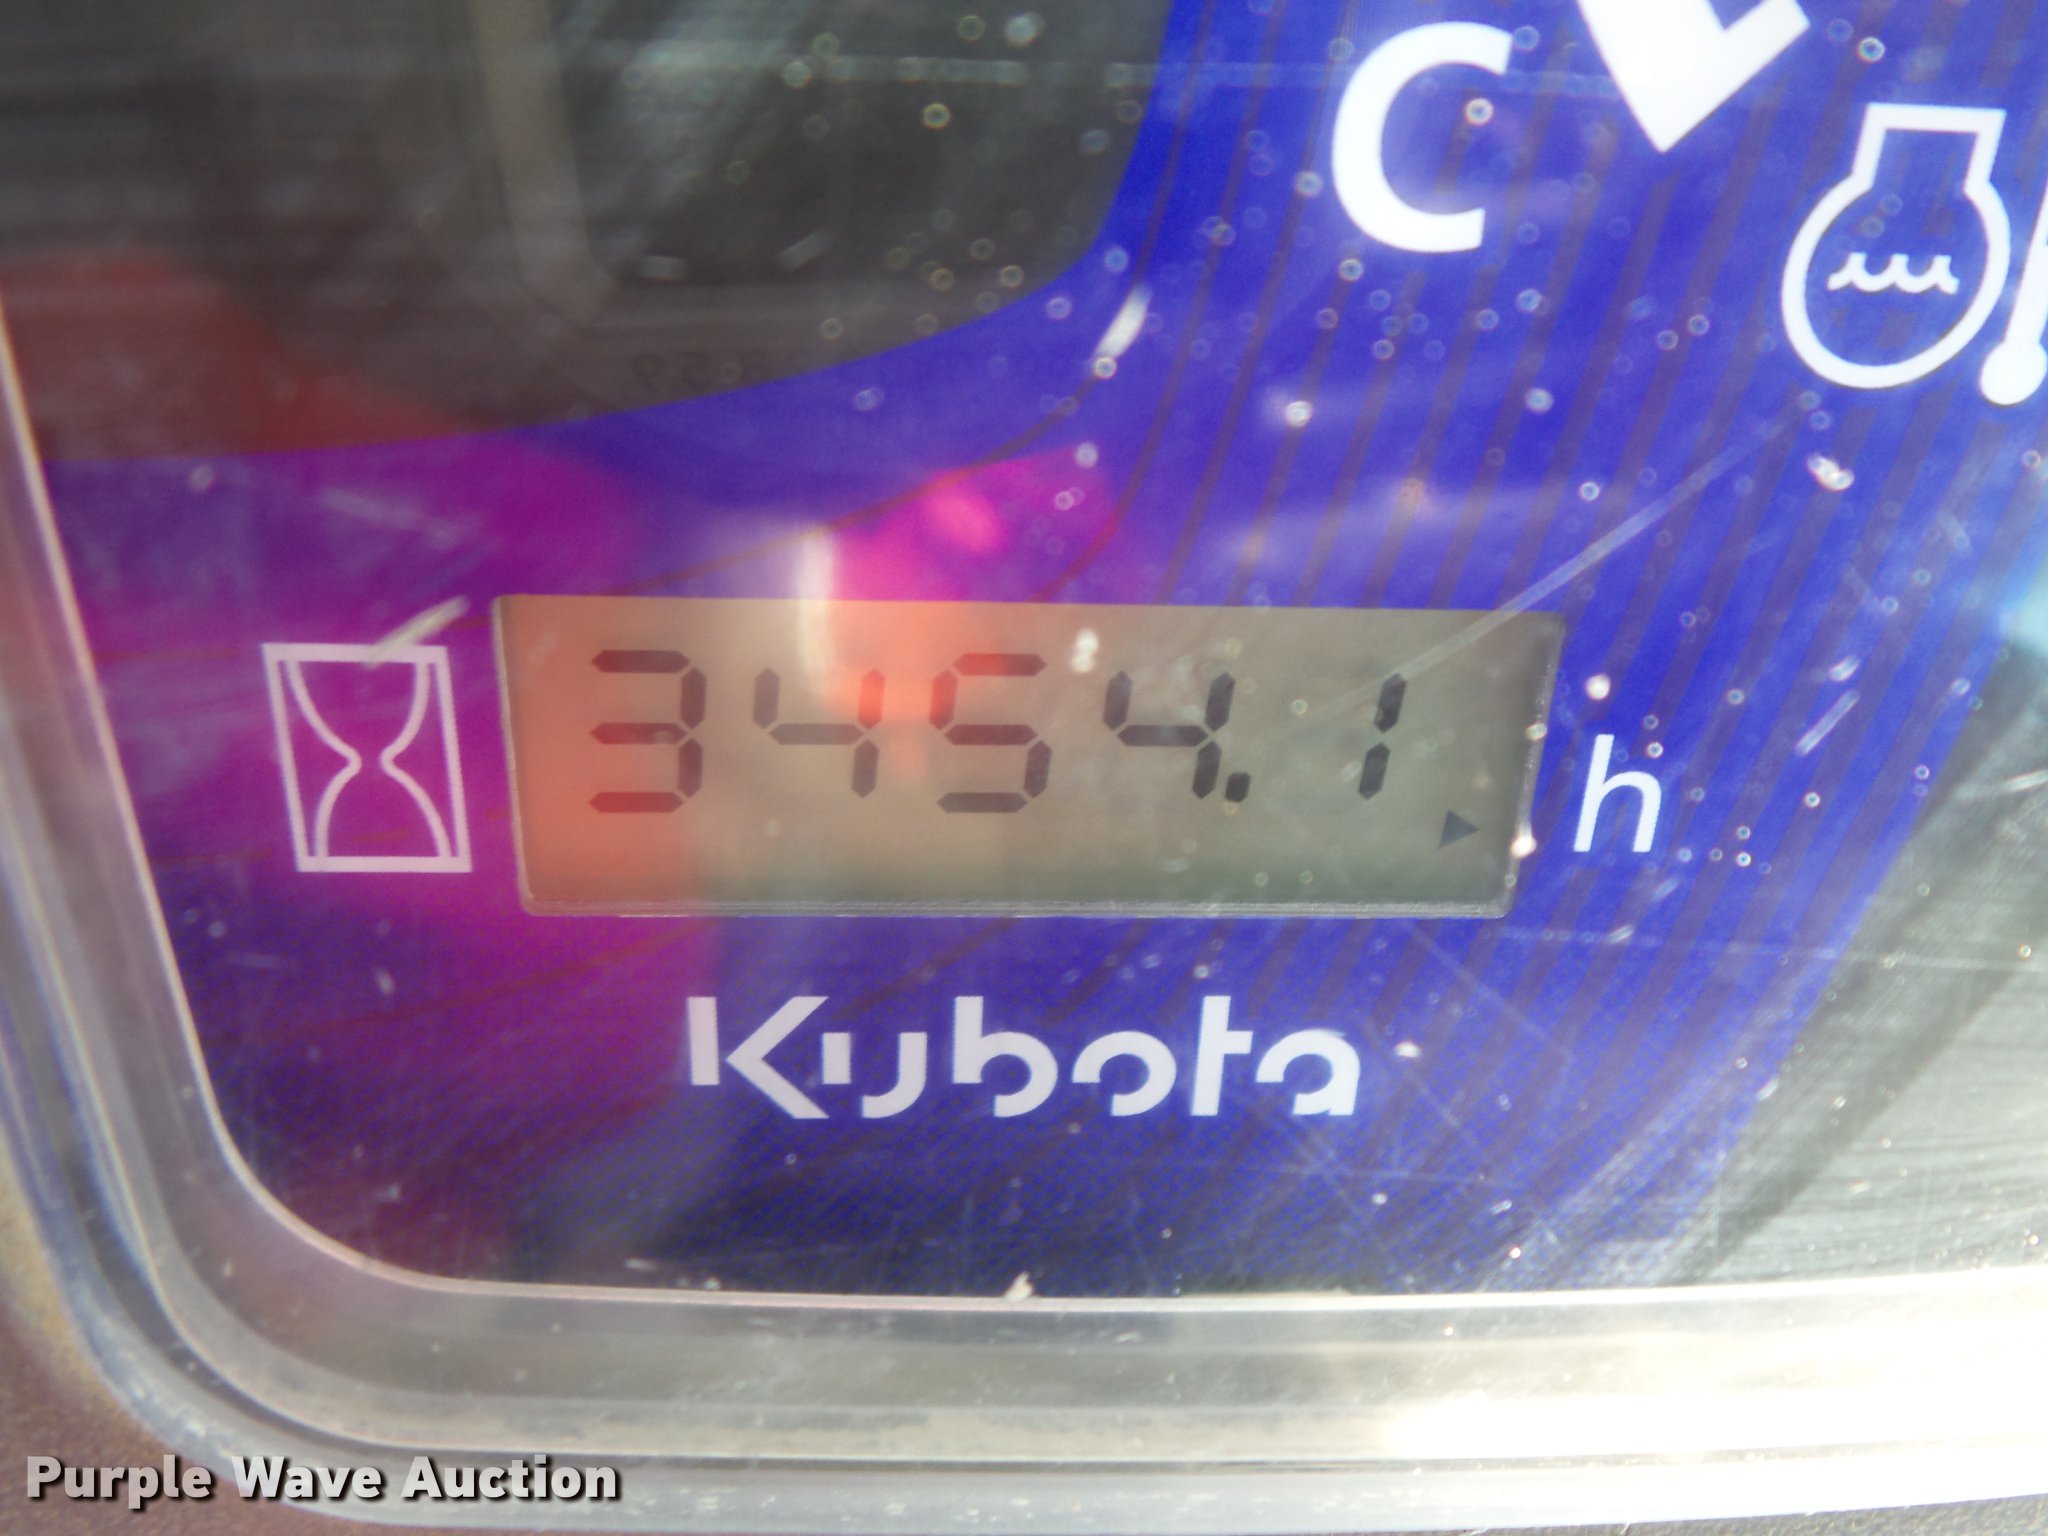 C
3454.1 h
Kubota
Purple Wave Auction